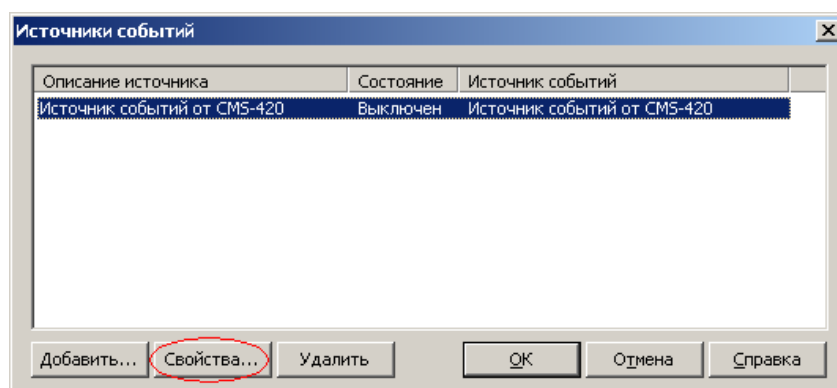 Источники событий
Описание источника Состояние Источник событий
Источник событий от CMS-420 Выключен Источник событий от CMS-420
Добавить... Свойства... Удалить OK Отмена Справка